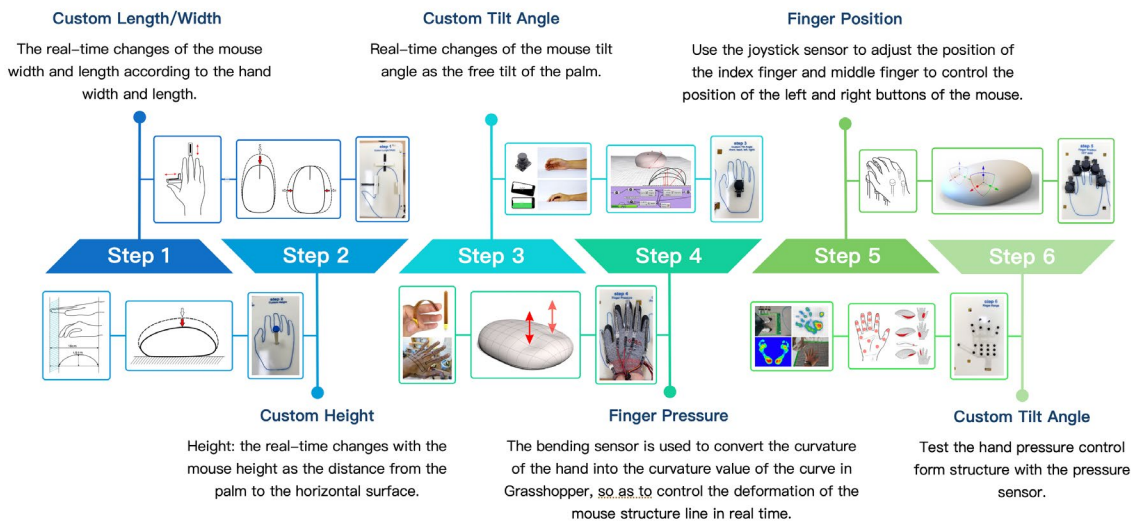 Custom Length/Width
The real-time changes of the mouse
width and length according to the hand
width and length.
Custom Tilt Angle
Real-time changes of the mouse tilt
angle as the free tilt of the palm.
Finger Position
Use the joystick sensor to adjust the position of
the index finger and middle finger to control the
position of the left and right buttons of the mouse.
step 1
step 3
Step 1
Step 2
Step 3
Step 4
Step 5
Step 6
Finger Pressure
Custom Height
Height: the real-time changes with the
mouse height as the distance from the
palm to the horizontal surface.
Finger Pressure
The bending sensor is used to convert the curvature
of the hand into the curvature value of the curve in
Grasshopper, so as to control the deformation of the
mouse structure line in real time.
Custom Tilt Angle
Test the hand pressure control
form structure with the pressure
sensor.